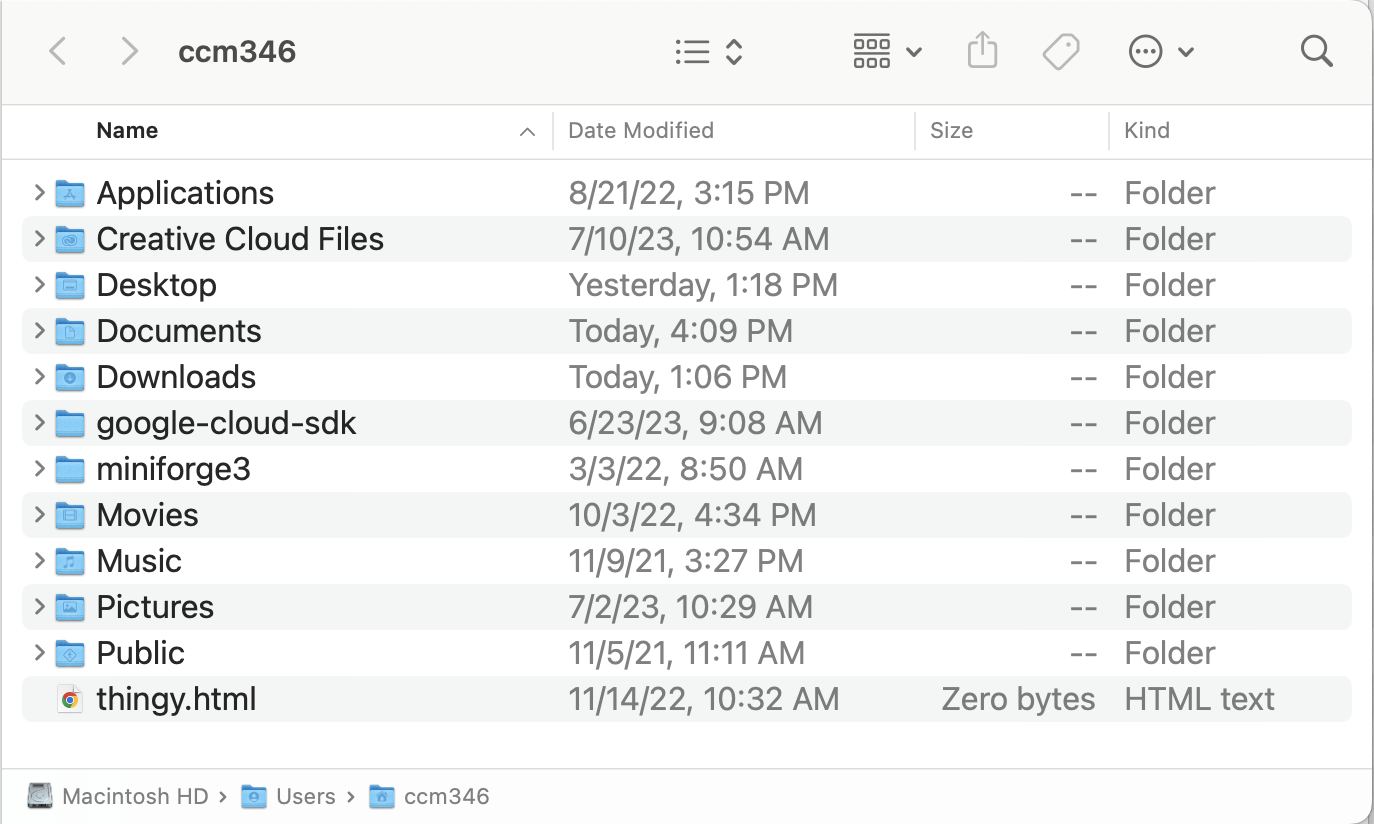 ccm346
Name Date Modified Size Kind
Applications 8/21/22, 3:15 PM -- Folder
Creative Cloud Files 7/10/23, 10:54 AM -- Folder
Desktop Yesterday, 1:18 PM -- Folder
Documents Today, 4:09 PM -- Folder
Downloads Today, 1:06 PM -- Folder
google-cloud-sdk 6/23/23, 9:08 AM -- Folder
miniforge3 3/3/22, 8:50 AM -- Folder
Movies 10/3/22, 4:34 PM -- Folder
Music 11/9/21, 3:27 PM -- Folder
Pictures 7/2/23, 10:29 AM -- Folder
Public 11/5/21, 11:11 AM -- Folder
thingy.html 11/14/22, 10:32 AM Zero bytes HTML text
Macintosh HD › Users › ccm346